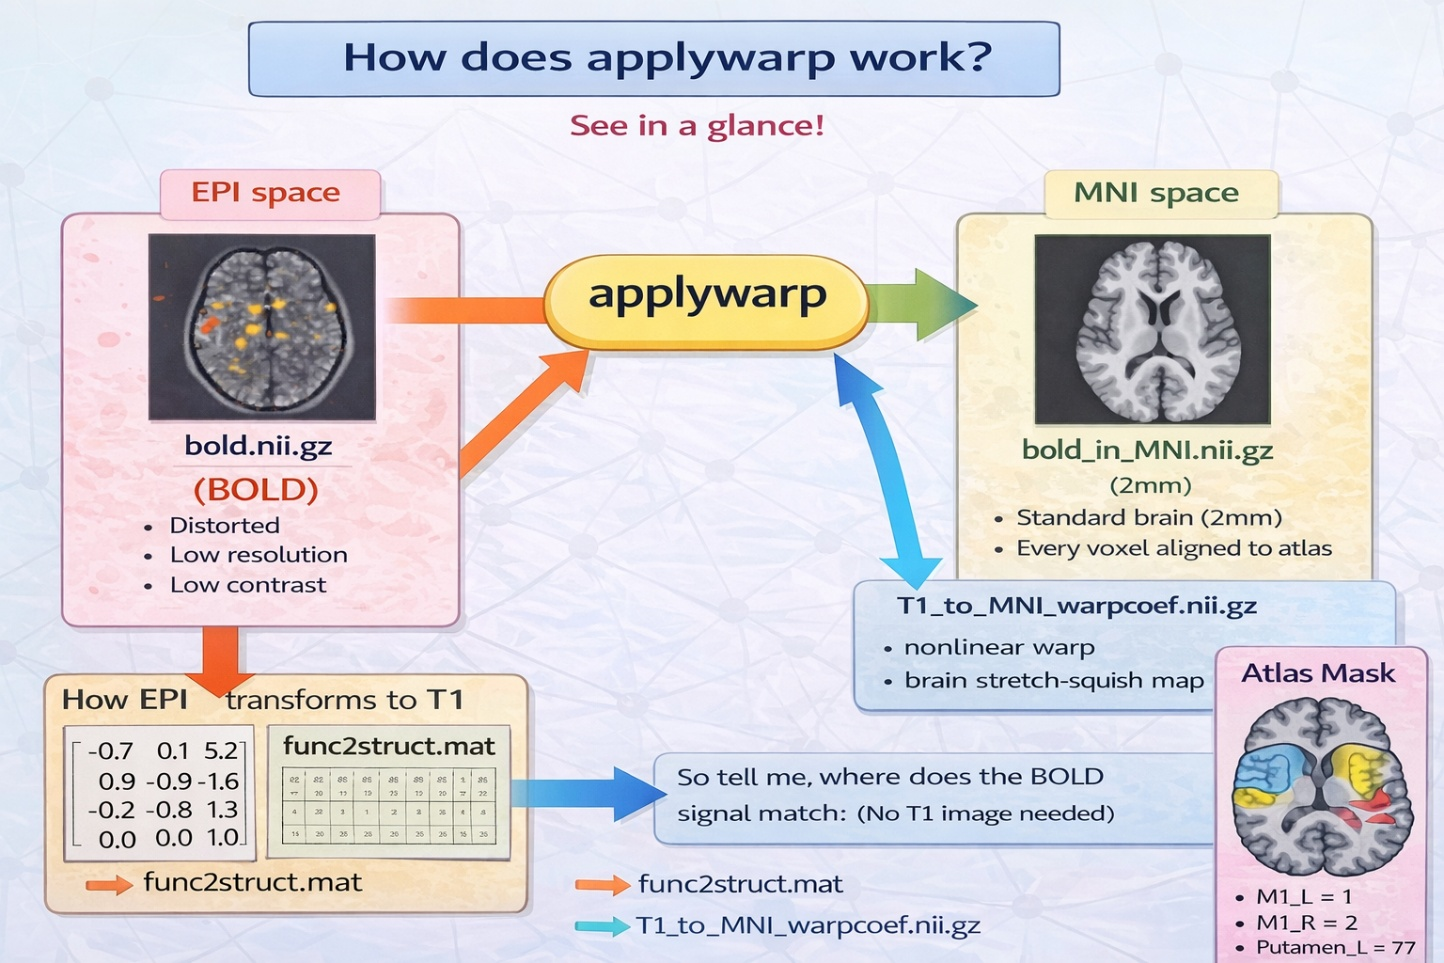 How does applywarp work?
See in a glance!
EPI space
bold.nii.gz
(BOLD)
• Distorted
• Low resolution
• Low contrast
applywarp
MNI space
bold_in_MNI.nii.gz
(2mm)
• Standard brain (2mm)
• Every voxel aligned to atlas
T1_to_MNI_warpcoef.nii.gz
• nonlinear warp
• brain stretch-squish map
How EPI transforms to T1
-0.7 0.1 5.2
0.9 -0.9 -1.6
-0.2 -0.8 1.3
0.0 0.0 1.0
func2struct.mat
func2struct.mat
So tell me, where does the BOLD
signal match: (No T1 image needed)
func2struct.mat
T1_to_MNI_warpcoef.nii.gz
Atlas Mask
• M1_L = 1
• M1_R = 2
• Putamen_L = 77